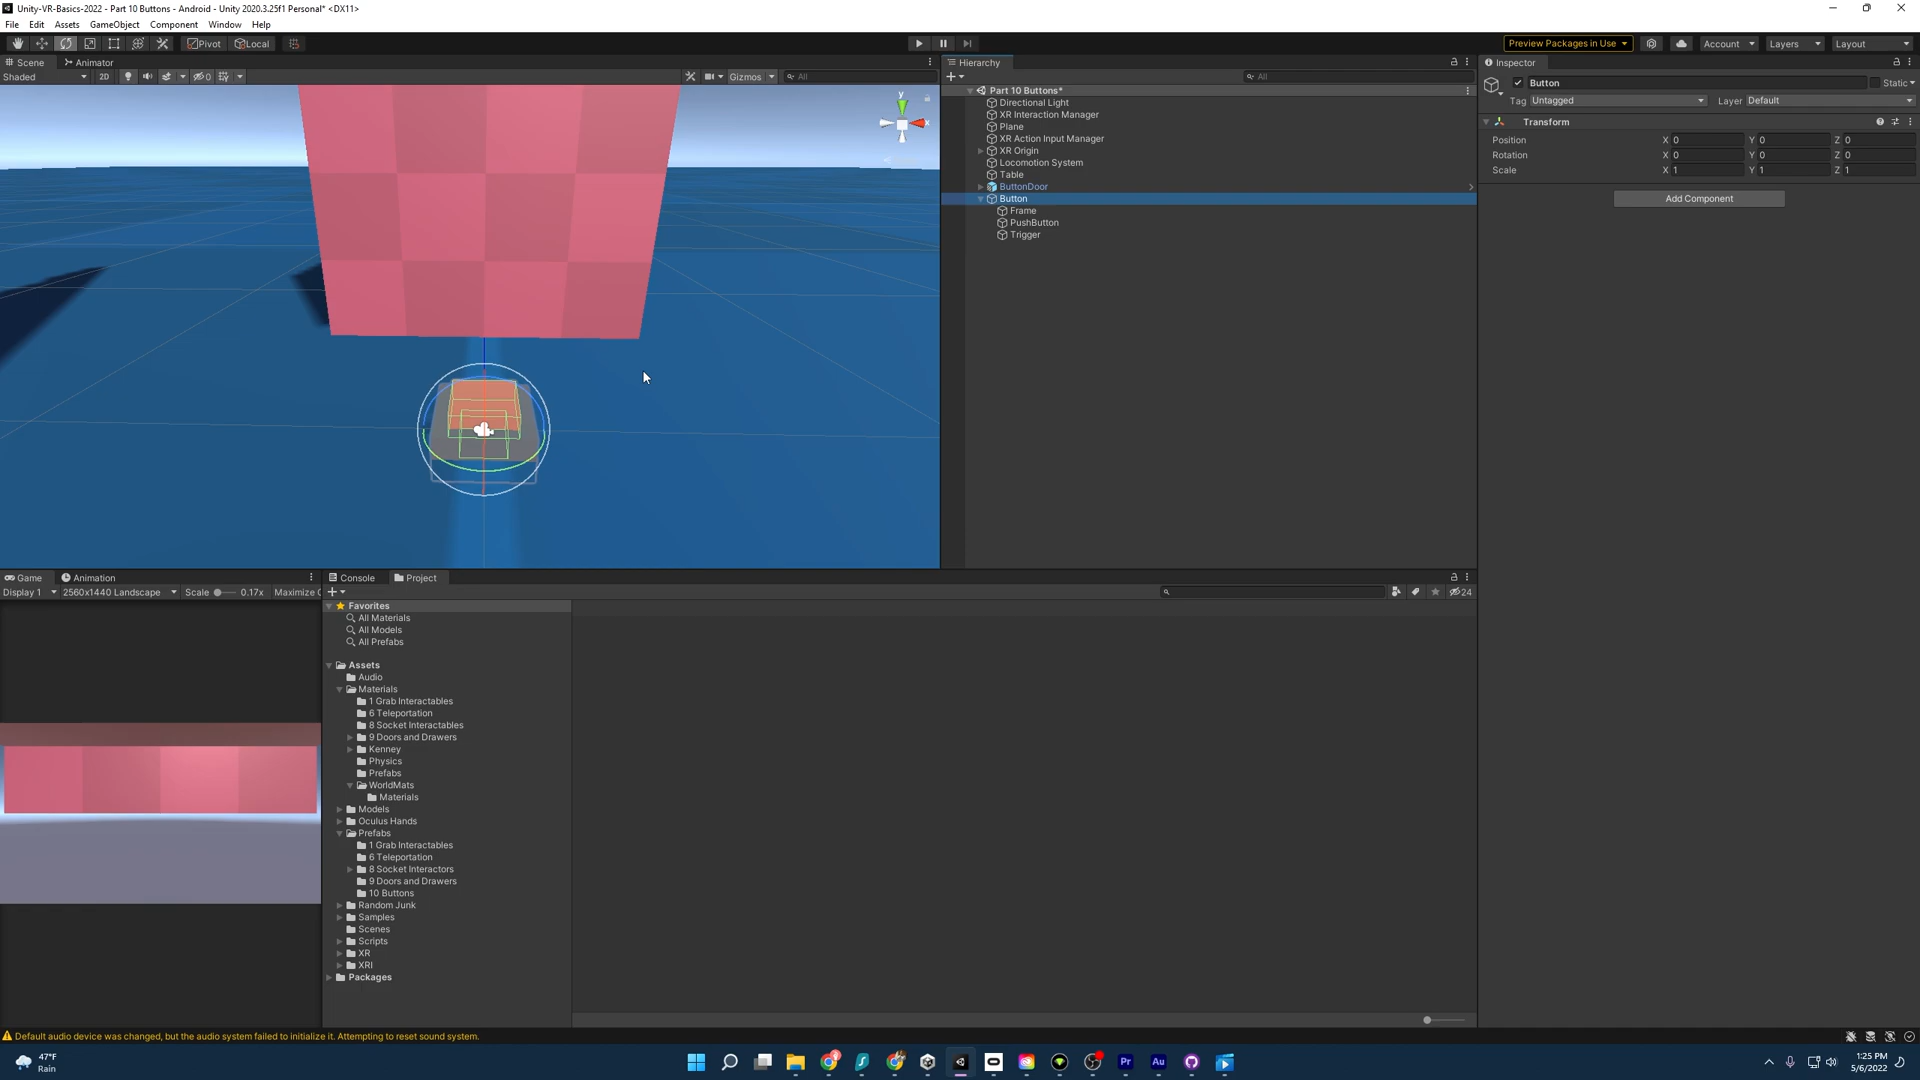 Unity-VR-Basics-2022 - Part 10 Buttons - Android - Unity 2020.3.25f1 Personal* <DX11>
File Edit Assets GameObject Component Window Help
Pivot Local Preview Packages in Use Account Layers Layout
Scene Animator
Shaded 2D 0 Gizmos All
y
x
Hierarchy
All
Part 10 Buttons*
Directional Light
XR Interaction Manager
Plane
XR Action Input Manager
XR Origin
Locomotion System
Table
ButtonDoor
Button
Frame
PushButton
Trigger
Inspector
Button Static
Tag Untagged Layer Default
Transform
Position X 0 Y 0 Z 0
Rotation X 0 Y 0 Z 0
Scale X 1 Y 1 Z 1
Add Component
Game Animation
Display 1 2560x1440 Landscape Scale 0.17x Maximize
Console Project
24
Favorites
All Materials
All Models
All Prefabs
Assets
Audio
Materials
1 Grab Interactables
6 Teleportation
8 Socket Interactables
9 Doors and Drawers
Kenney
Physics
Prefabs
WorldMats
Materials
Models
Oculus Hands
Prefabs
1 Grab Interactables
6 Teleportation
8 Socket Interactors
9 Doors and Drawers
10 Buttons
Random Junk
Samples
Scenes
Scripts
XR
XRI
Packages
Default audio device was changed, but the audio system failed to initialize it. Attempting to reset sound system.
47°F
Rain
Pr Au
1:25 PM
5/6/2022